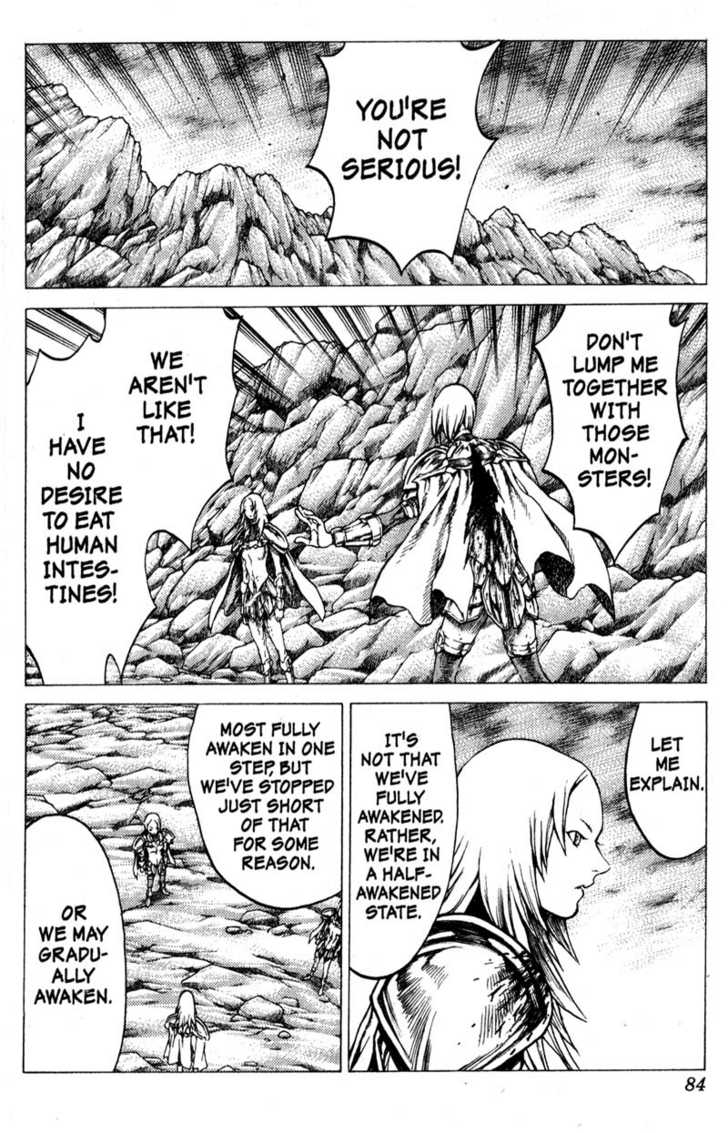 YOU'RE
NOT
SERIOUS!
DON'T
LUMP ME
TOGETHER
WITH
THOSE
MON-
STERS!
WE
AREN'T
LIKE
THAT!
I
HAVE
NO
DESIRE
TO EAT
HUMAN
INTES-
TINES!
LET
ME
EXPLAIN.
IT'S
NOT THAT
WE'VE
FULLY
AWAKENED.
RATHER,
WE'RE IN
A HALF-
AWAKENED
STATE.
MOST FULLY
AWAKEN IN ONE
STEP, BUT
WE'VE STOPPED
JUST SHORT
OF THAT
FOR SOME
REASON.
OR
WE MAY
GRADU-
ALLY
AWAKEN.
84